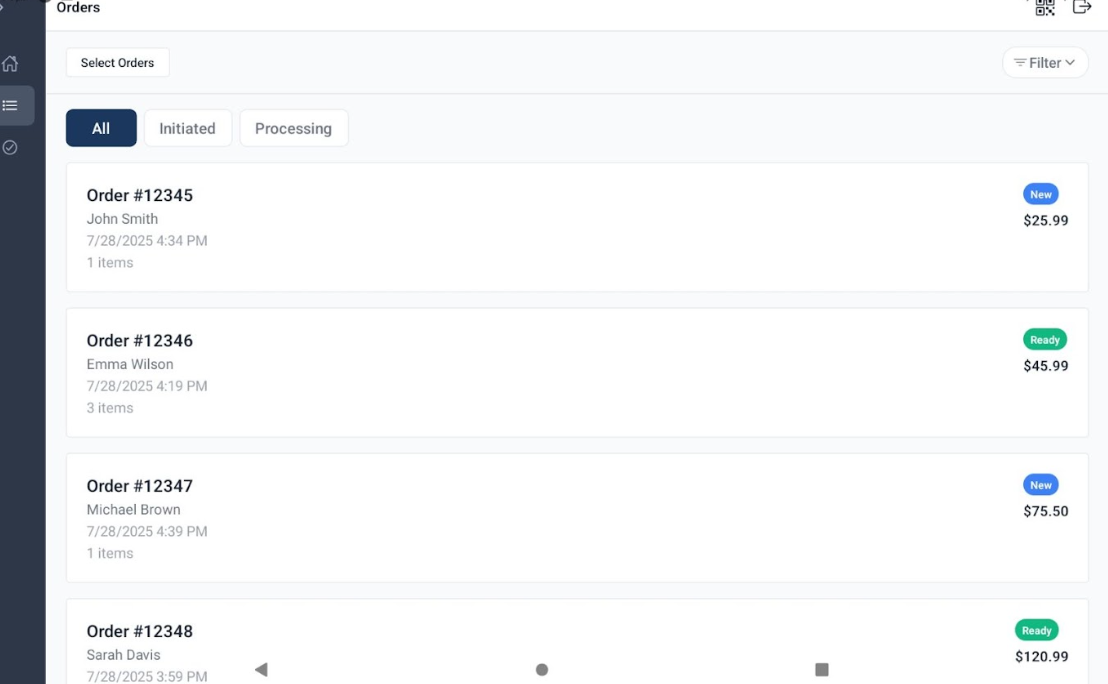 Orders
Select Orders
Filter
All
Initiated
Processing
Order #12345
New
John Smith
$25.99
7/28/2025 4:34 PM
1 items
Order #12346
Ready
Emma Wilson
$45.99
7/28/2025 4:19 PM
3 items
Order #12347
New
Michael Brown
$75.50
7/28/2025 4:39 PM
1 items
Order #12348
Ready
Sarah Davis
$120.99
7/28/2025 3:59 PM